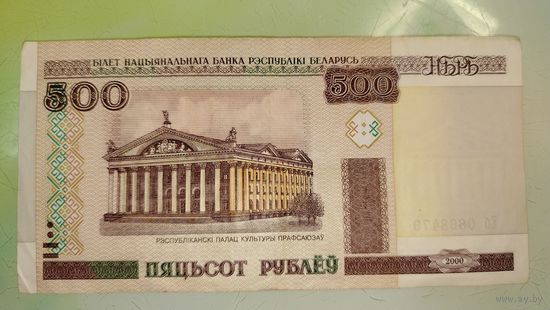 БІЛЕТ НАЦЫЯНАЛЬНАГА БАНКА РЭСПУБЛІКІ БЕЛАРУСЬ
500
500
НБРБ
РЭСПУБЛІКАНСКІ ПАЛАЦ КУЛЬТУРЫ ПРАФСАЮЗАЎ
ПЯЦЬСОТ РУБЛЁЎ
2000
www.ay.by